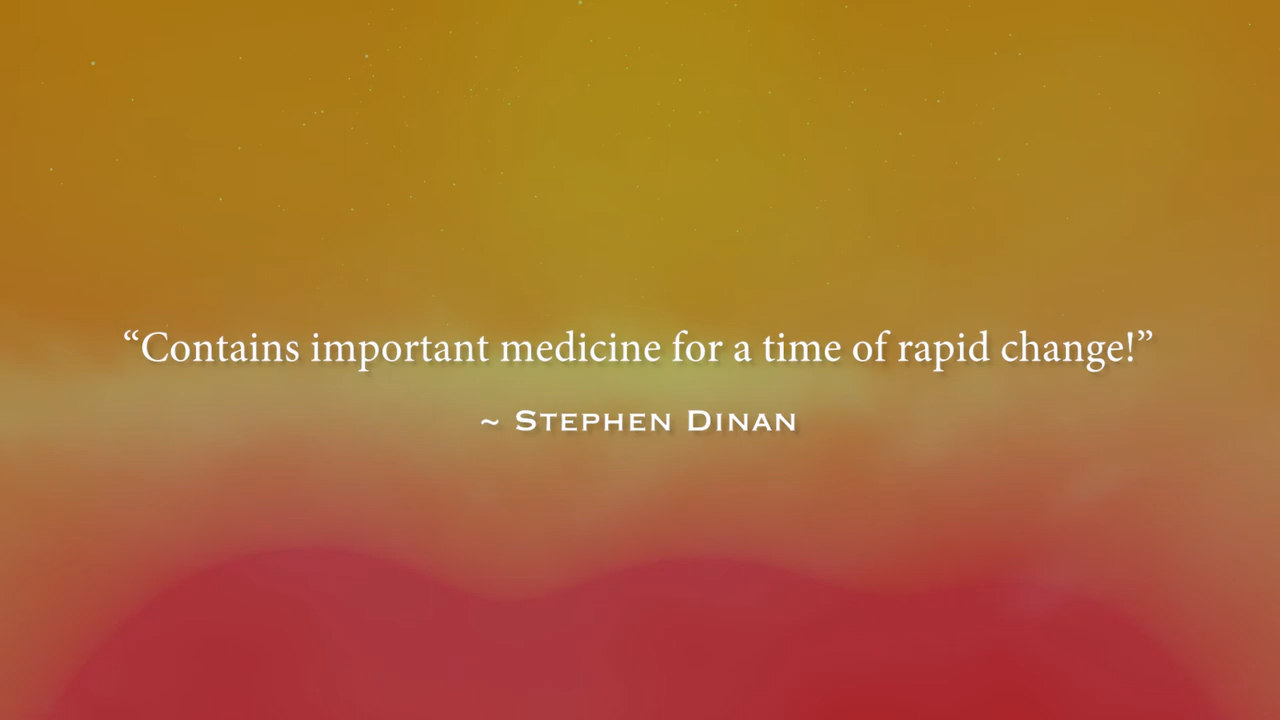 “Contains important medicine for a time of rapid change!”
~ Stephen Dinan